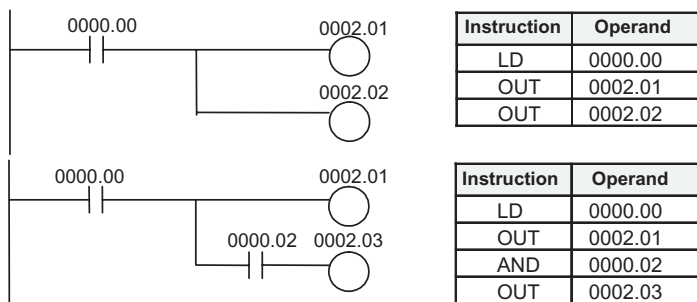 0000.00
0002.01
0002.02
Instruction Operand
LD 0000.00
OUT 0002.01
OUT 0002.02
0000.00
0002.01
0000.02 0002.03
Instruction Operand
LD 0000.00
OUT 0002.01
AND 0000.02
OUT 0002.03